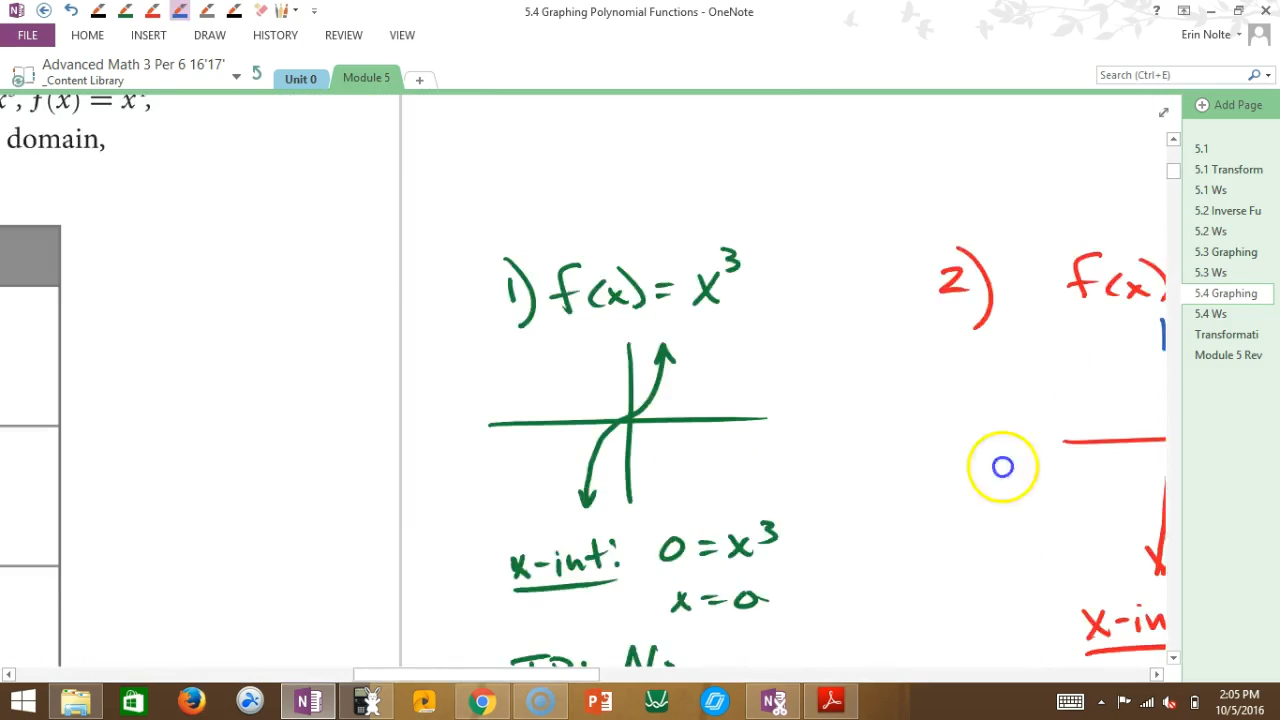 5.4 Graphing Polynomial Functions - OneNote
FILE HOME INSERT DRAW HISTORY REVIEW VIEW
Erin Nolte
Advanced Math 3 Per 6 16'17'
_Content Library
Unit 0
Module 5
Search (Ctrl+E)
Add Page
5.1
5.1 Transform
5.1 Ws
5.2 Inverse Fu
5.2 Ws
5.3 Graphing
5.3 Ws
5.4 Graphing
5.4 Ws
Transformati
Module 5 Rev
domain,
1) f(x) = x³
x-int: 0 = x³
x = 0
2) f(x)
x-in
2:05 PM
10/5/2016